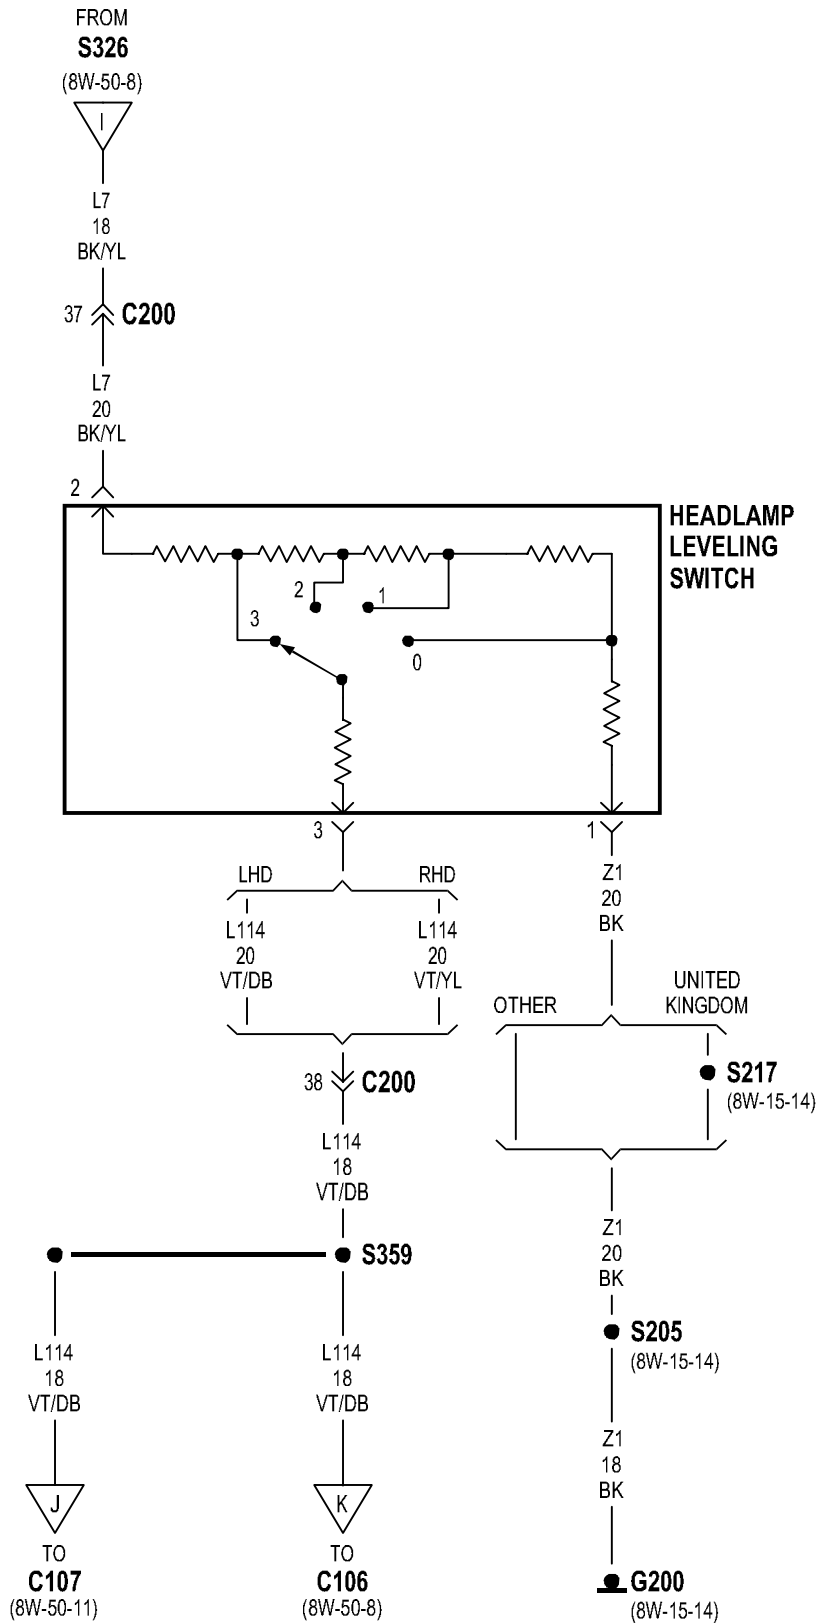 FROM
S326
(8W-50-8)
I
L7
18
BK/YL
37
C200
L7
20
BK/YL
2
HEADLAMP
LEVELING
SWITCH
2
1
3
0
3
1
LHD
RHD
Z1
20
BK
L114
20
VT/DB
L114
20
VT/YL
OTHER
UNITED
KINGDOM
38
C200
S217
(8W-15-14)
L114
18
VT/DB
S359
Z1
20
BK
S205
(8W-15-14)
L114
18
VT/DB
L114
18
VT/DB
Z1
18
BK
J
K
TO
C107
(8W-50-11)
TO
C106
(8W-50-8)
G200
(8W-15-14)